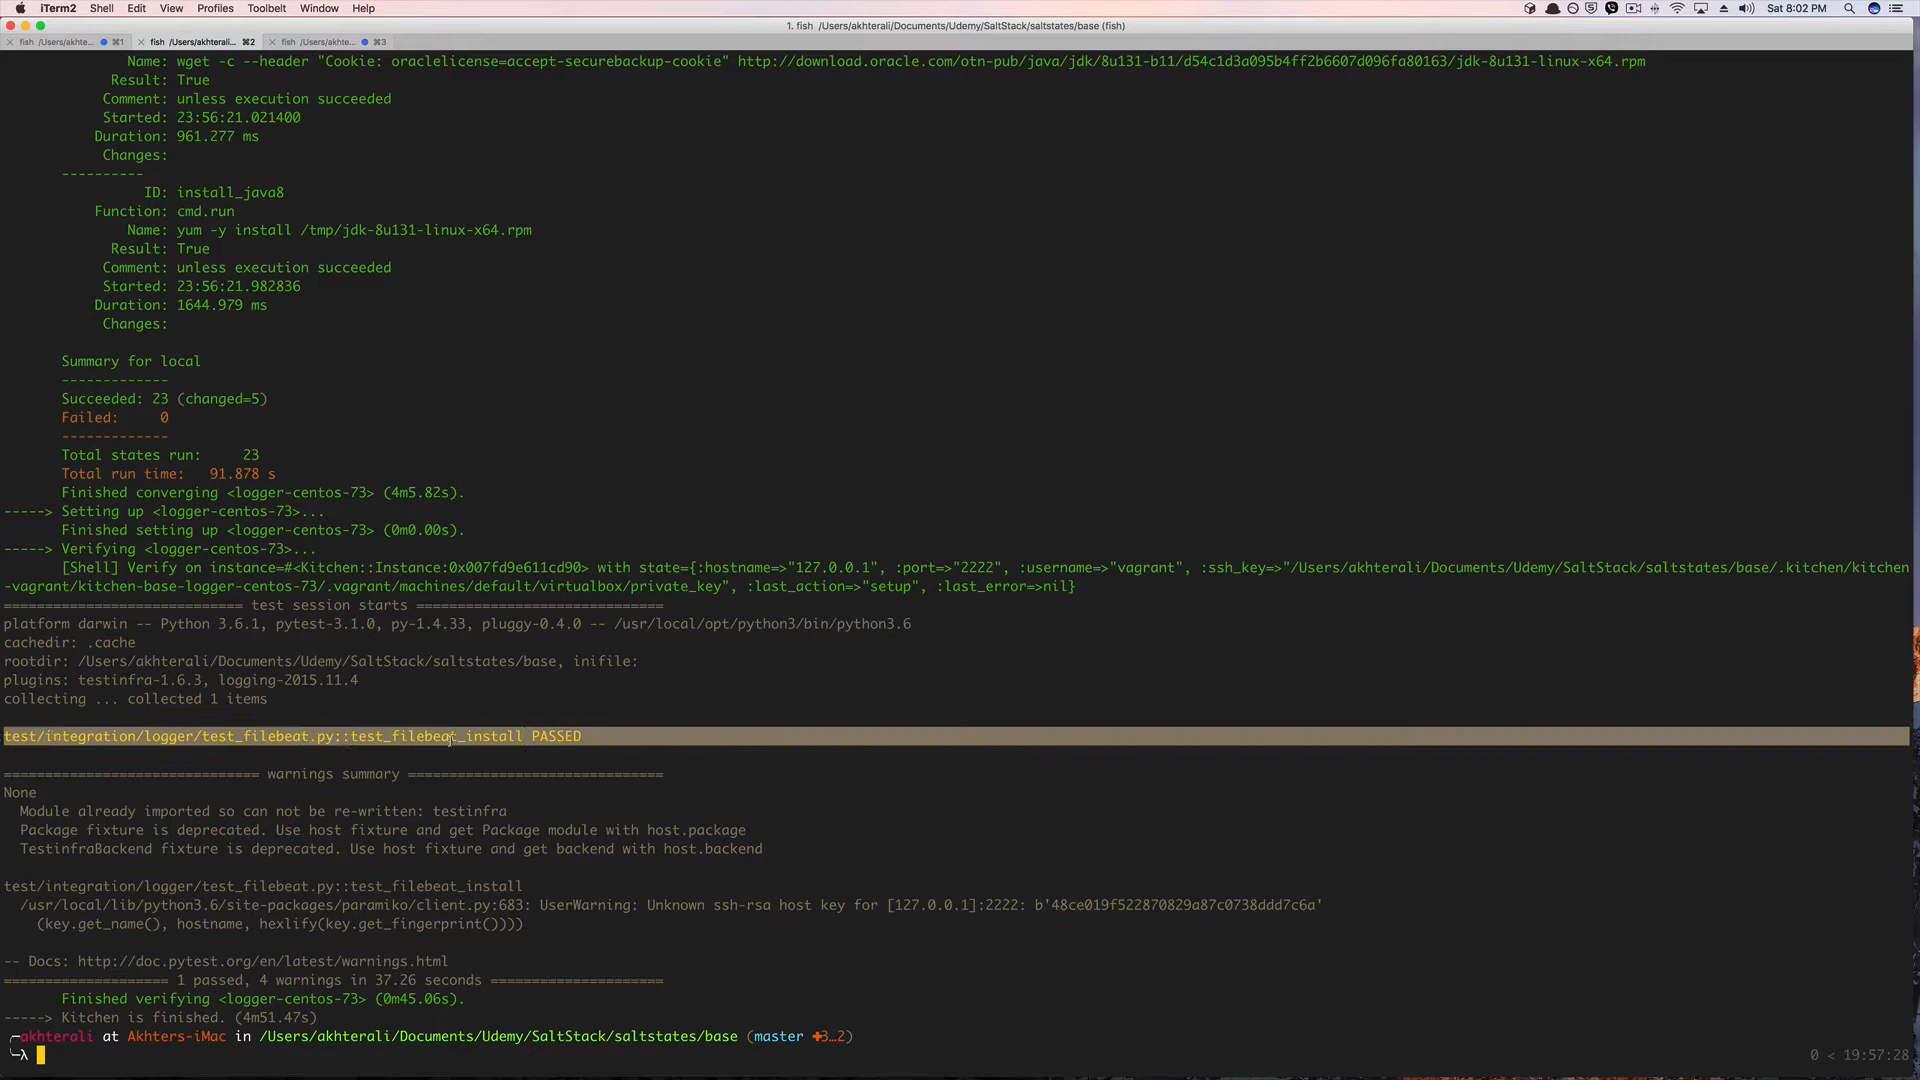 iTerm2 Shell Edit View Profiles Toolbelt Window Help Sat 8:02 PM
1. fish /Users/akhterali/Documents/Udemy/SaltStack/saltstates/base (fish)
fish /Users/akhte... ⌘1 fish /Users/akhterali... ⌘2 fish /Users/akhte... ⌘3
Name: wget -c --header "Cookie: oraclelicense=accept-securebackup-cookie" http://download.oracle.com/otn-pub/java/jdk/8u131-b11/d54c1d3a095b4ff2b6607d096fa80163/jdk-8u131-linux-x64.rpm
Result: True
Comment: unless execution succeeded
Started: 23:56:21.021400
Duration: 961.277 ms
Changes:
----------
ID: install_java8
Function: cmd.run
Name: yum -y install /tmp/jdk-8u131-linux-x64.rpm
Result: True
Comment: unless execution succeeded
Started: 23:56:21.982836
Duration: 1644.979 ms
Changes:
Summary for local
-------------
Succeeded: 23 (changed=5)
Failed: 0
-------------
Total states run: 23
Total run time: 91.878 s
Finished converging <logger-centos-73> (4m5.82s).
-----> Setting up <logger-centos-73>...
Finished setting up <logger-centos-73> (0m0.00s).
-----> Verifying <logger-centos-73>...
[Shell] Verify on instance=#<Kitchen::Instance:0x007fd9e611cd90> with state={:hostname=>"127.0.0.1", :port=>"2222", :username=>"vagrant", :ssh_key=>"/Users/akhterali/Documents/Udemy/SaltStack/saltstates/base/.kitchen/kitchen
-vagrant/kitchen-base-logger-centos-73/.vagrant/machines/default/virtualbox/private_key", :last_action=>"setup", :last_error=>nil}
============================= test session starts ==============================
platform darwin -- Python 3.6.1, pytest-3.1.0, py-1.4.33, pluggy-0.4.0 -- /usr/local/opt/python3/bin/python3.6
cachedir: .cache
rootdir: /Users/akhterali/Documents/Udemy/SaltStack/saltstates/base, inifile:
plugins: testinfra-1.6.3, logging-2015.11.4
collecting ... collected 1 items
test/integration/logger/test_filebeat.py::test_filebeat_install PASSED
=============================== warnings summary ===============================
None
Module already imported so can not be re-written: testinfra
Package fixture is deprecated. Use host fixture and get Package module with host.package
TestinfraBackend fixture is deprecated. Use host fixture and get backend with host.backend
test/integration/logger/test_filebeat.py::test_filebeat_install
/usr/local/lib/python3.6/site-packages/paramiko/client.py:683: UserWarning: Unknown ssh-rsa host key for [127.0.0.1]:2222: b'48ce019f522870829a87c0738ddd7c6a'
(key.get_name(), hostname, hexlify(key.get_fingerprint())))
-- Docs: http://doc.pytest.org/en/latest/warnings.html
==================== 1 passed, 4 warnings in 37.26 seconds =====================
Finished verifying <logger-centos-73> (0m45.06s).
-----> Kitchen is finished. (4m51.47s)
╭─akhterali at Akhters-iMac in /Users/akhterali/Documents/Udemy/SaltStack/saltstates/base (master ✚3…2)
╰─λ 0 < 19:57:28